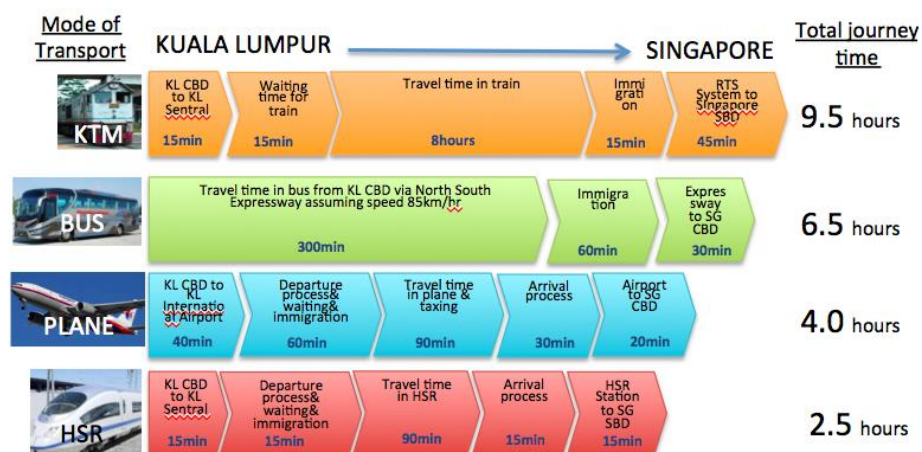 Mode of
Transport
KUALA LUMPUR
SINGAPORE
Total journey
time
KTM
KL CBD
to KL
Sentral
15min
Waiting
time for
train
15min
Travel time in train
8hours
Immi
grati
on
15min
RTS
System to
SIngapore
SBD
45min
9.5 hours
BUS
Travel time in bus from KL CBD via North South
Expressway assuming speed 85km/hr
300min
Immigra
tion
60min
Expres
sway
to SG
CBD
30min
6.5 hours
PLANE
KL CBD to
KL
Internatio
al Airport
40min
Departure
process&
waiting&
immigration
60min
Travel time
in plane &
taxing
90min
Arrival
process
30min
Airport
to SG
CBD
20min
4.0 hours
HSR
KL CBD
to KL
Sentral
15min
Departure
process&
waiting&
immigration
15min
Travel time
in HSR
90min
Arrival
process
15min
HSR
Station
to SG
SBD
15min
2.5 hours